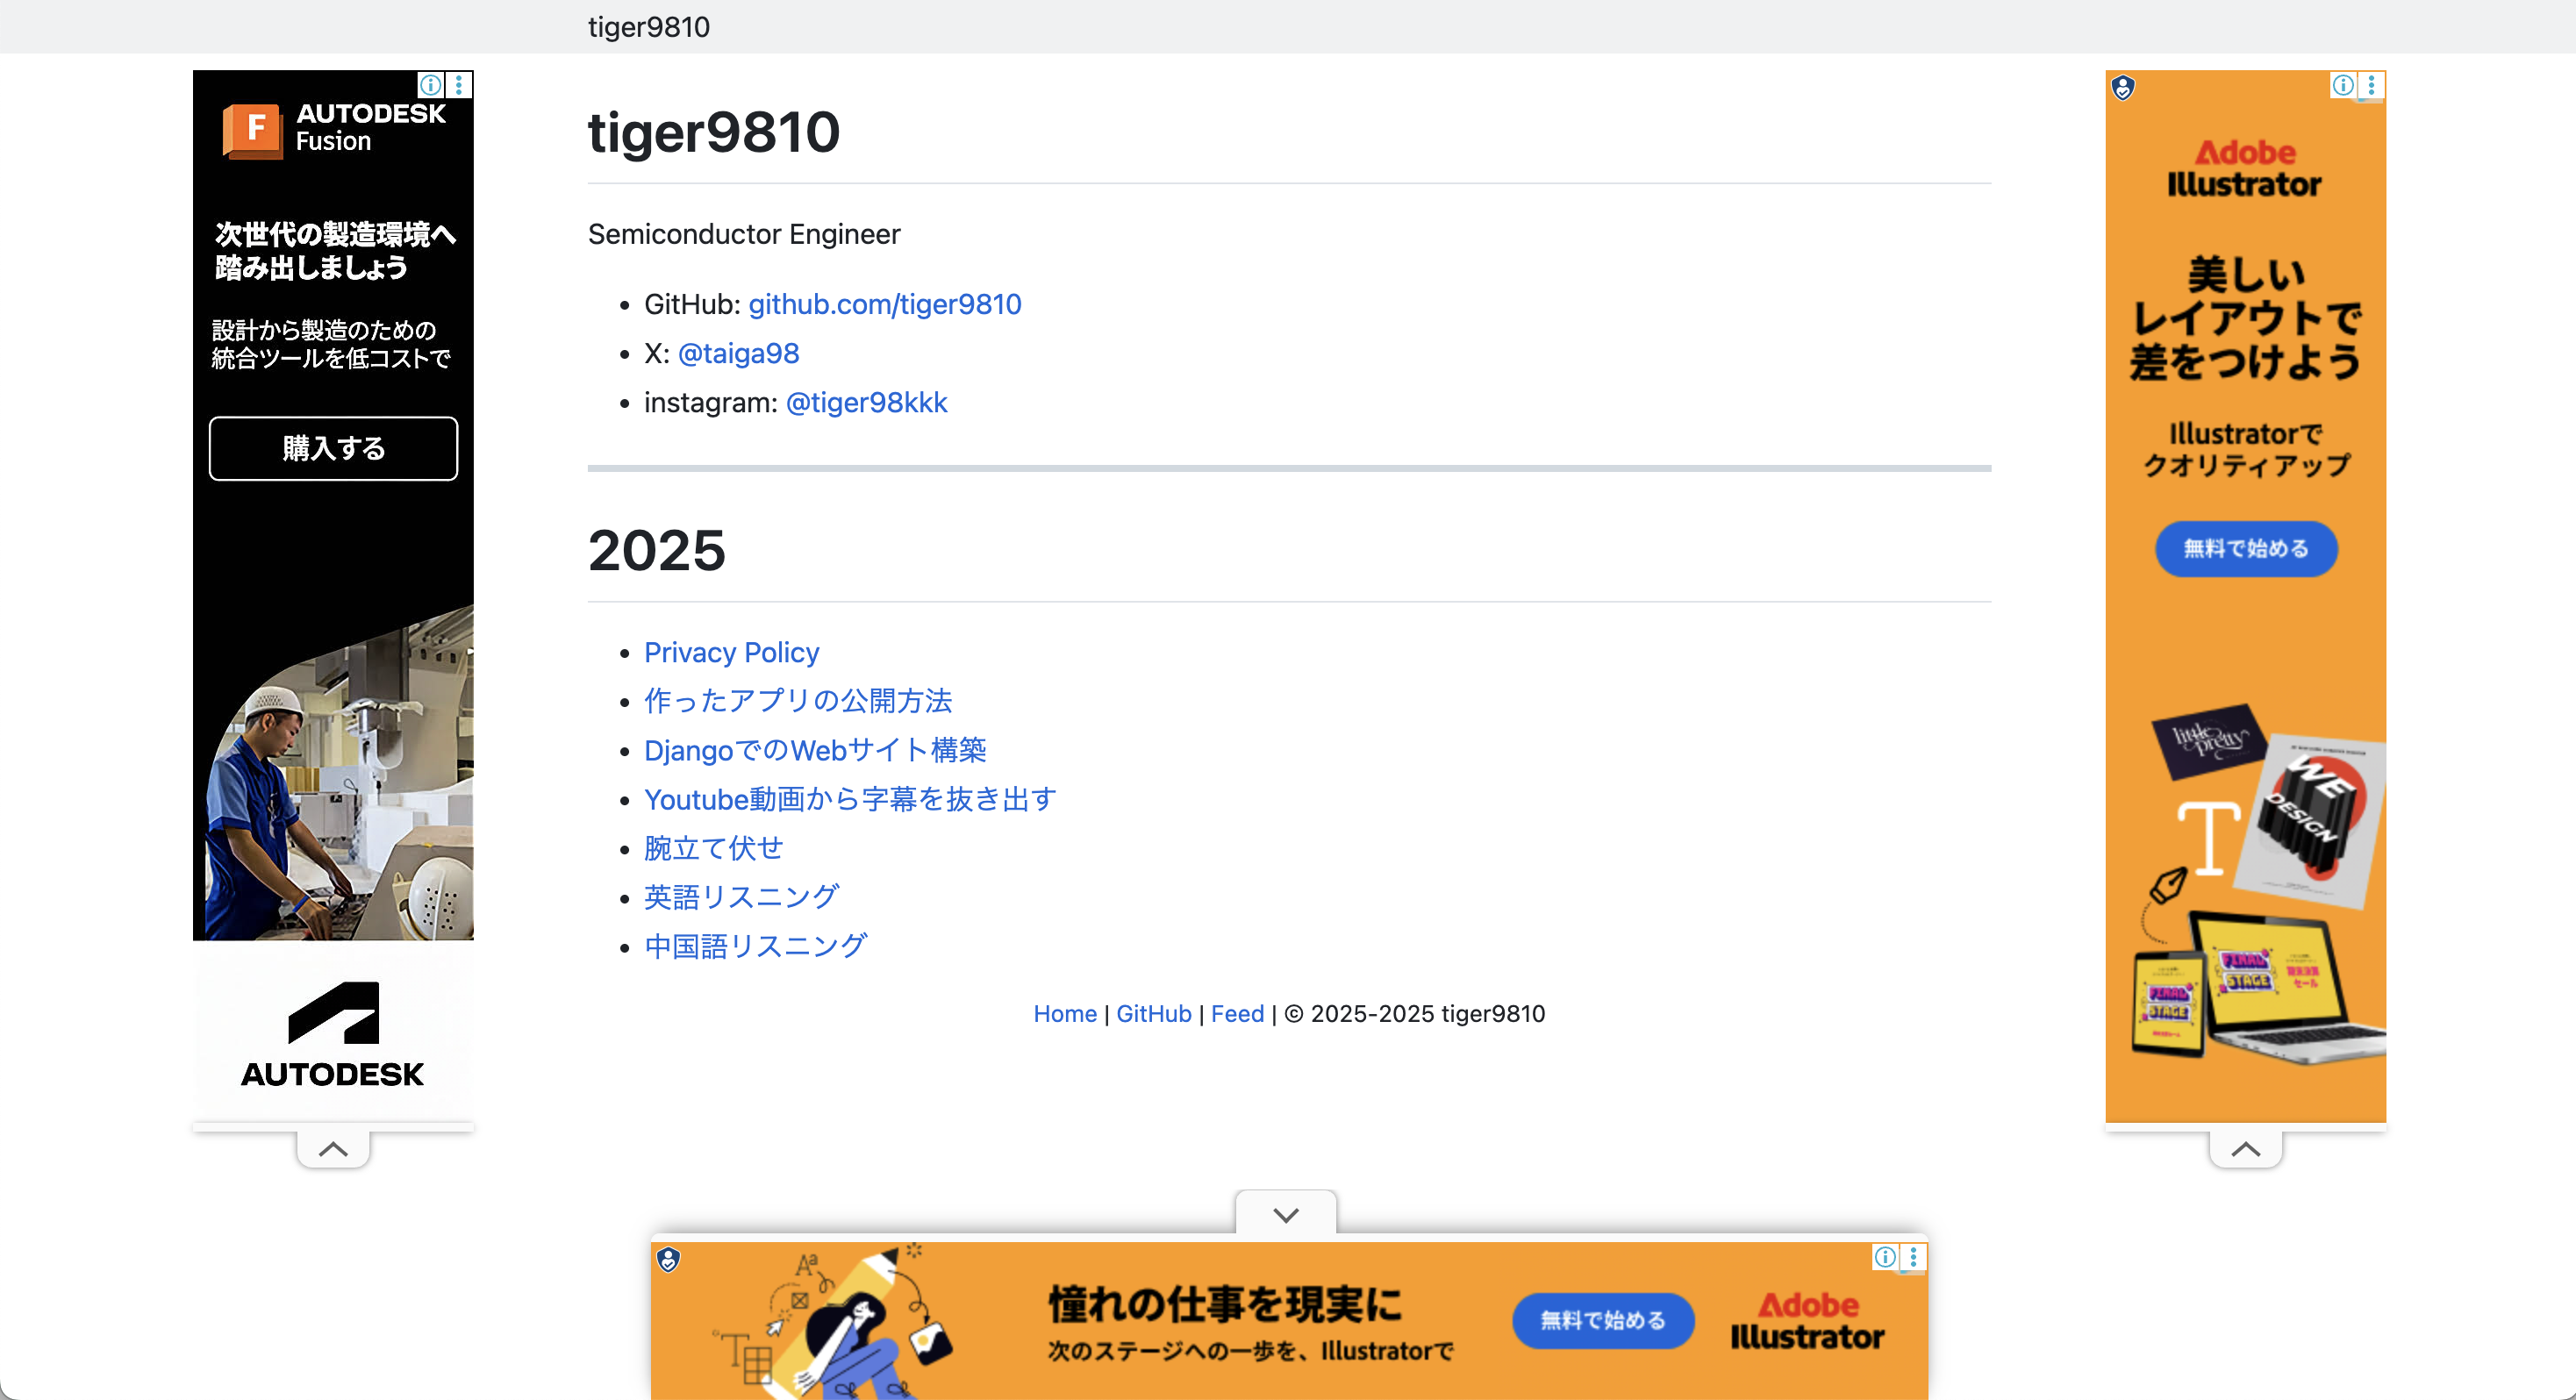 tiger9810
AUTODESK
Fusion
次世代の製造環境へ
踏み出しましょう
設計から製造のための
統合ツールを低コストで
購入する
AUTODESK
tiger9810
Semiconductor Engineer
GitHub: github.com/tiger9810
X: @taiga98
instagram: @tiger98kkk
2025
Privacy Policy
作ったアプリの公開方法
DjangoでのWebサイト構築
Youtube動画から字幕を抜き出す
腕立て伏せ
英語リスニング
中国語リスニング
Home | GitHub | Feed | © 2025-2025 tiger9810
Adobe
Illustrator
美しい
レイアウトで
差をつけよう
Illustratorで
クオリティアップ
無料で始める
little
pretty
WE
DESIGN
T
FINAL
STAGE
FINAL
STAGE
Aa
T
憧れの仕事を現実に
次のステージへの一歩を、Illustratorで
無料で始める
Adobe
Illustrator